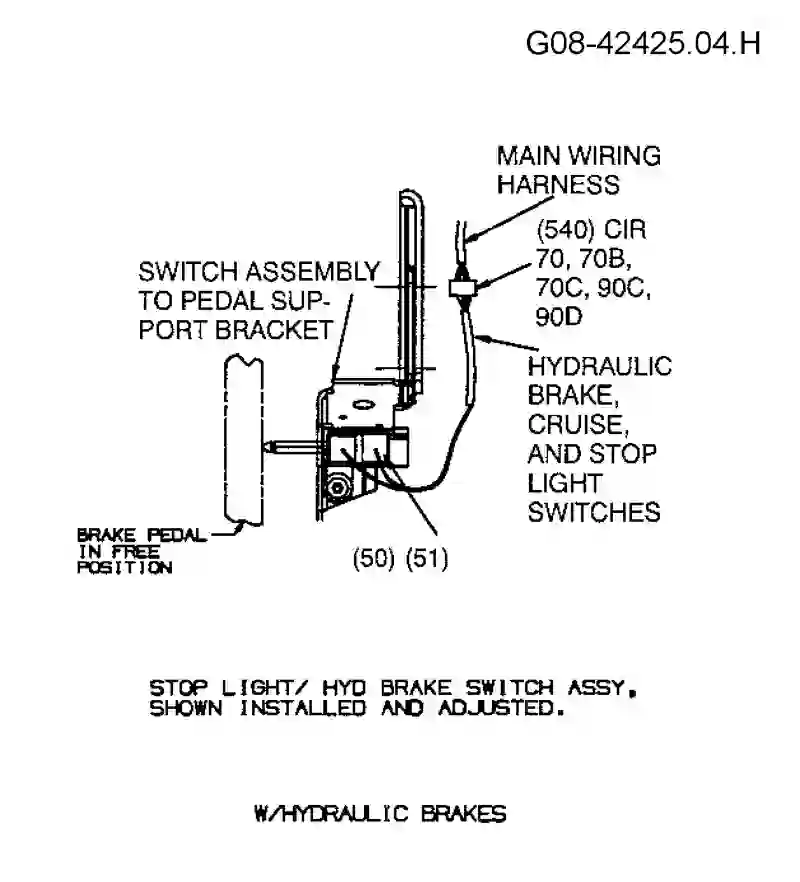 G08-42425.04.H
MAIN WIRING
HARNESS
(540) CIR
70, 70B,
70C, 90C,
90D
SWITCH ASSEMBLY
TO PEDAL SUP-
PORT BRACKET
HYDRAULIC
BRAKE,
CRUISE,
AND STOP
LIGHT
SWITCHES
BRAKE PEDAL
IN FREE
POSITION
(50) (51)
STOP LIGHT/ HYD BRAKE SWITCH ASSY,
SHOWN INSTALLED AND ADJUSTED.
W/HYDRAULIC BRAKES